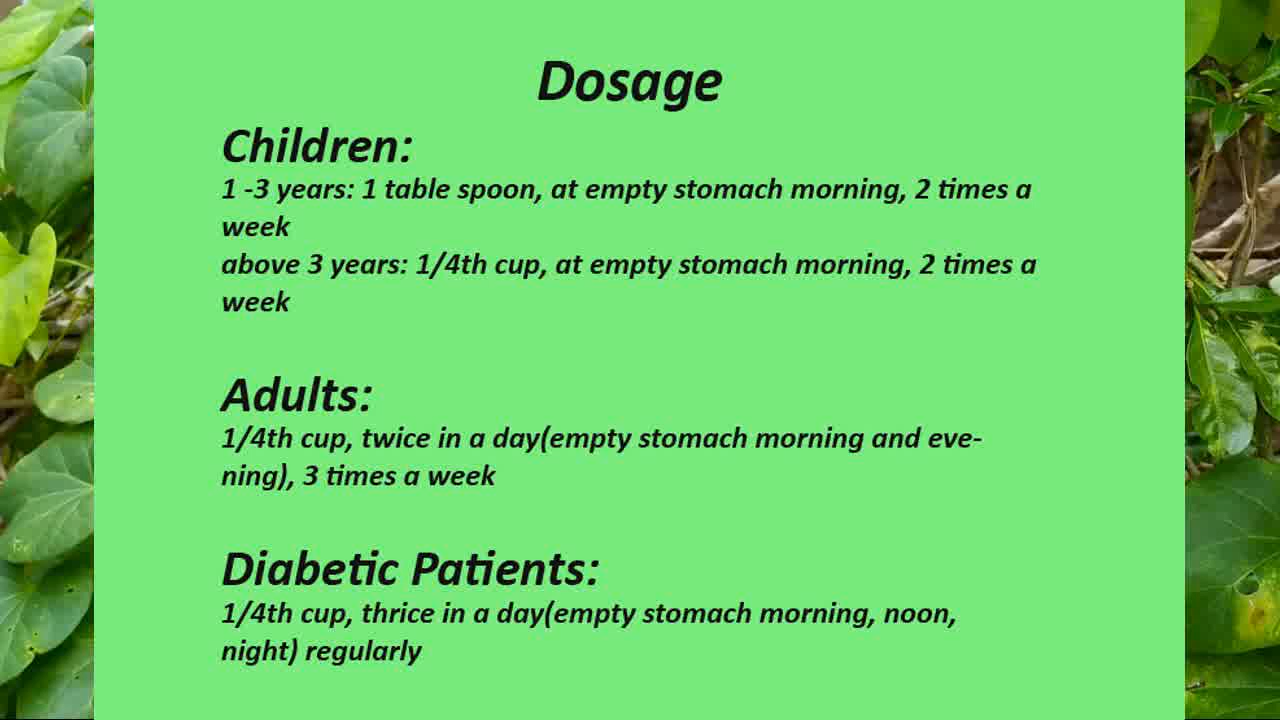 Dosage
Children:
1 -3 years: 1 table spoon, at empty stomach morning, 2 times a
week
above 3 years: 1/4th cup, at empty stomach morning, 2 times a
week
Adults:
1/4th cup, twice in a day(empty stomach morning and eve-
ning), 3 times a week
Diabetic Patients:
1/4th cup, thrice in a day(empty stomach morning, noon,
night) regularly